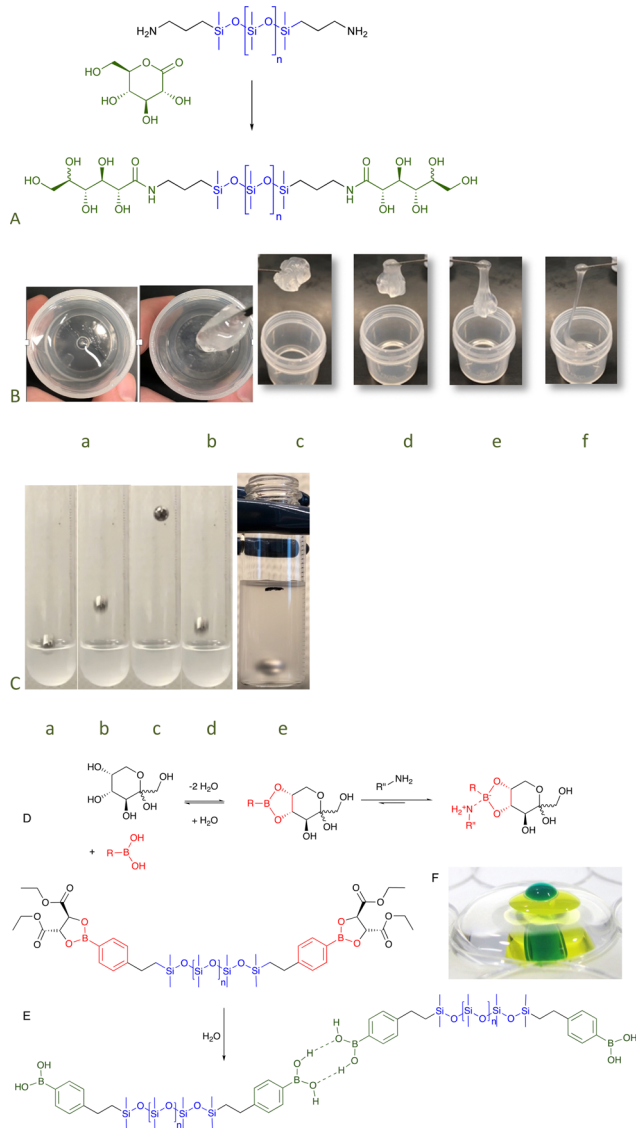 H₂N Si O Si O Si NH₂
n
HO O O
HO OH
OH
OH OH O O OH OH
HO N H Si O Si O Si N H OH
OH OH n OH OH
A
B
a b c d e f
C
a b c d e
D
HO O OH
HO OH
OH
+ R-B OH
OH
-2 H₂O
+ H₂O
R B O O O OH
OH
OH
R''-NH₂
R B⁻ O O O OH
H₂⁺N
R''
OH
OH
F
O O O O
O O B O Si O Si O Si O Si B O O O
n
E
H₂O
Si O Si O Si O Si
n
HO B OH
OH
H O B O H
HO B OH
Si O Si O Si O Si
n
O H
B O
H